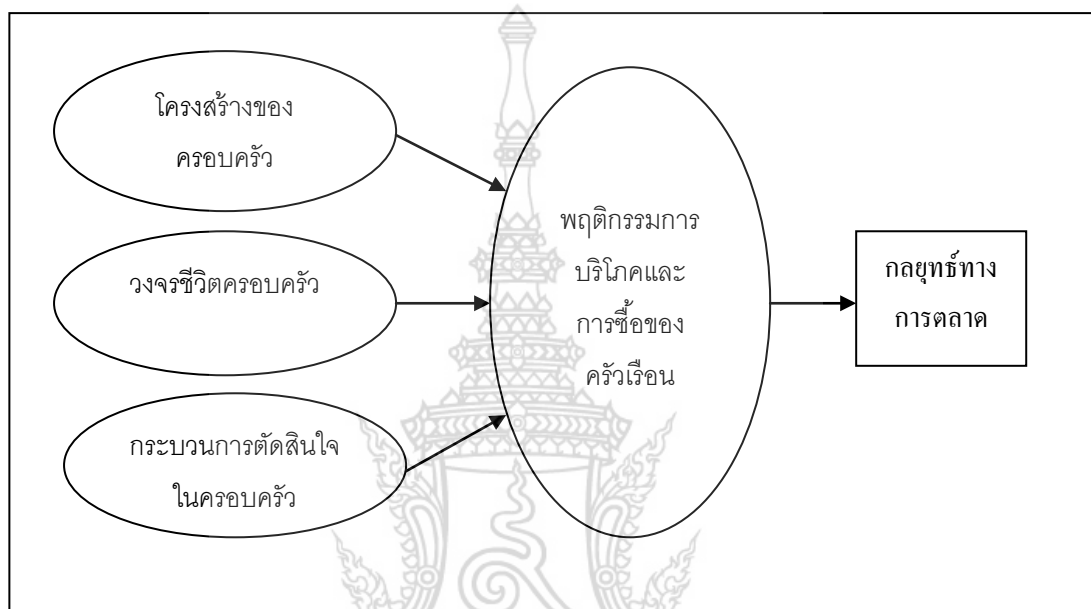 โครงสร้างของ
ครอบครัว
วงจรชีวิตครอบครัว
กระบวนการตัดสินใจ
ในครอบครัว
พฤติกรรมการ
บริโภคและ
การซื้อของ
ครัวเรือน
กลยุทธ์ทาง
การตลาด